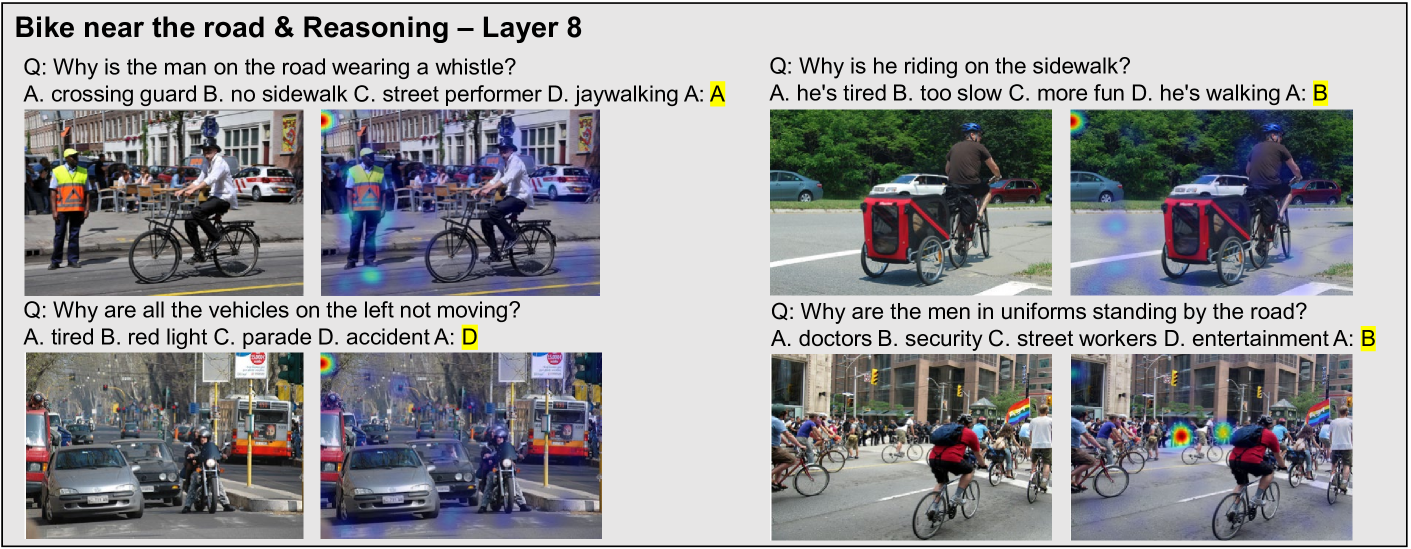 Bike near the road & Reasoning – Layer 8
Q: Why is the man on the road wearing a whistle?
A. crossing guard B. no sidewalk C. street performer D. jaywalking A: A
Q: Why is he riding on the sidewalk?
A. he's tired B. too slow C. more fun D. he's walking A: B
Q: Why are all the vehicles on the left not moving?
A. tired B. red light C. parade D. accident A: D
Q: Why are the men in uniforms standing by the road?
A. doctors B. security C. street workers D. entertainment A: B